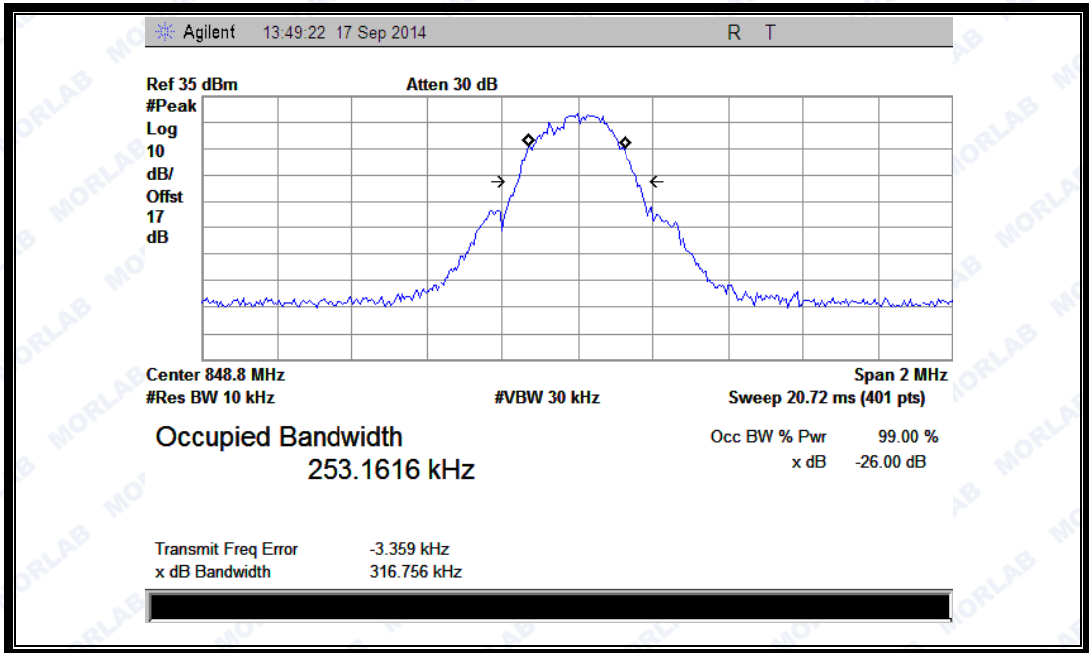 Agilent 13:49:22 17 Sep 2014 R T
Ref 35 dBm Atten 30 dB
#Peak
Log
10
dB/
Offst
17
dB
Center 848.8 MHz Span 2 MHz
#Res BW 10 kHz #VBW 30 kHz Sweep 20.72 ms (401 pts)
Occupied Bandwidth Occ BW % Pwr 99.00 %
253.1616 kHz x dB -26.00 dB
Transmit Freq Error -3.359 kHz
x dB Bandwidth 316.756 kHz
MORLAB